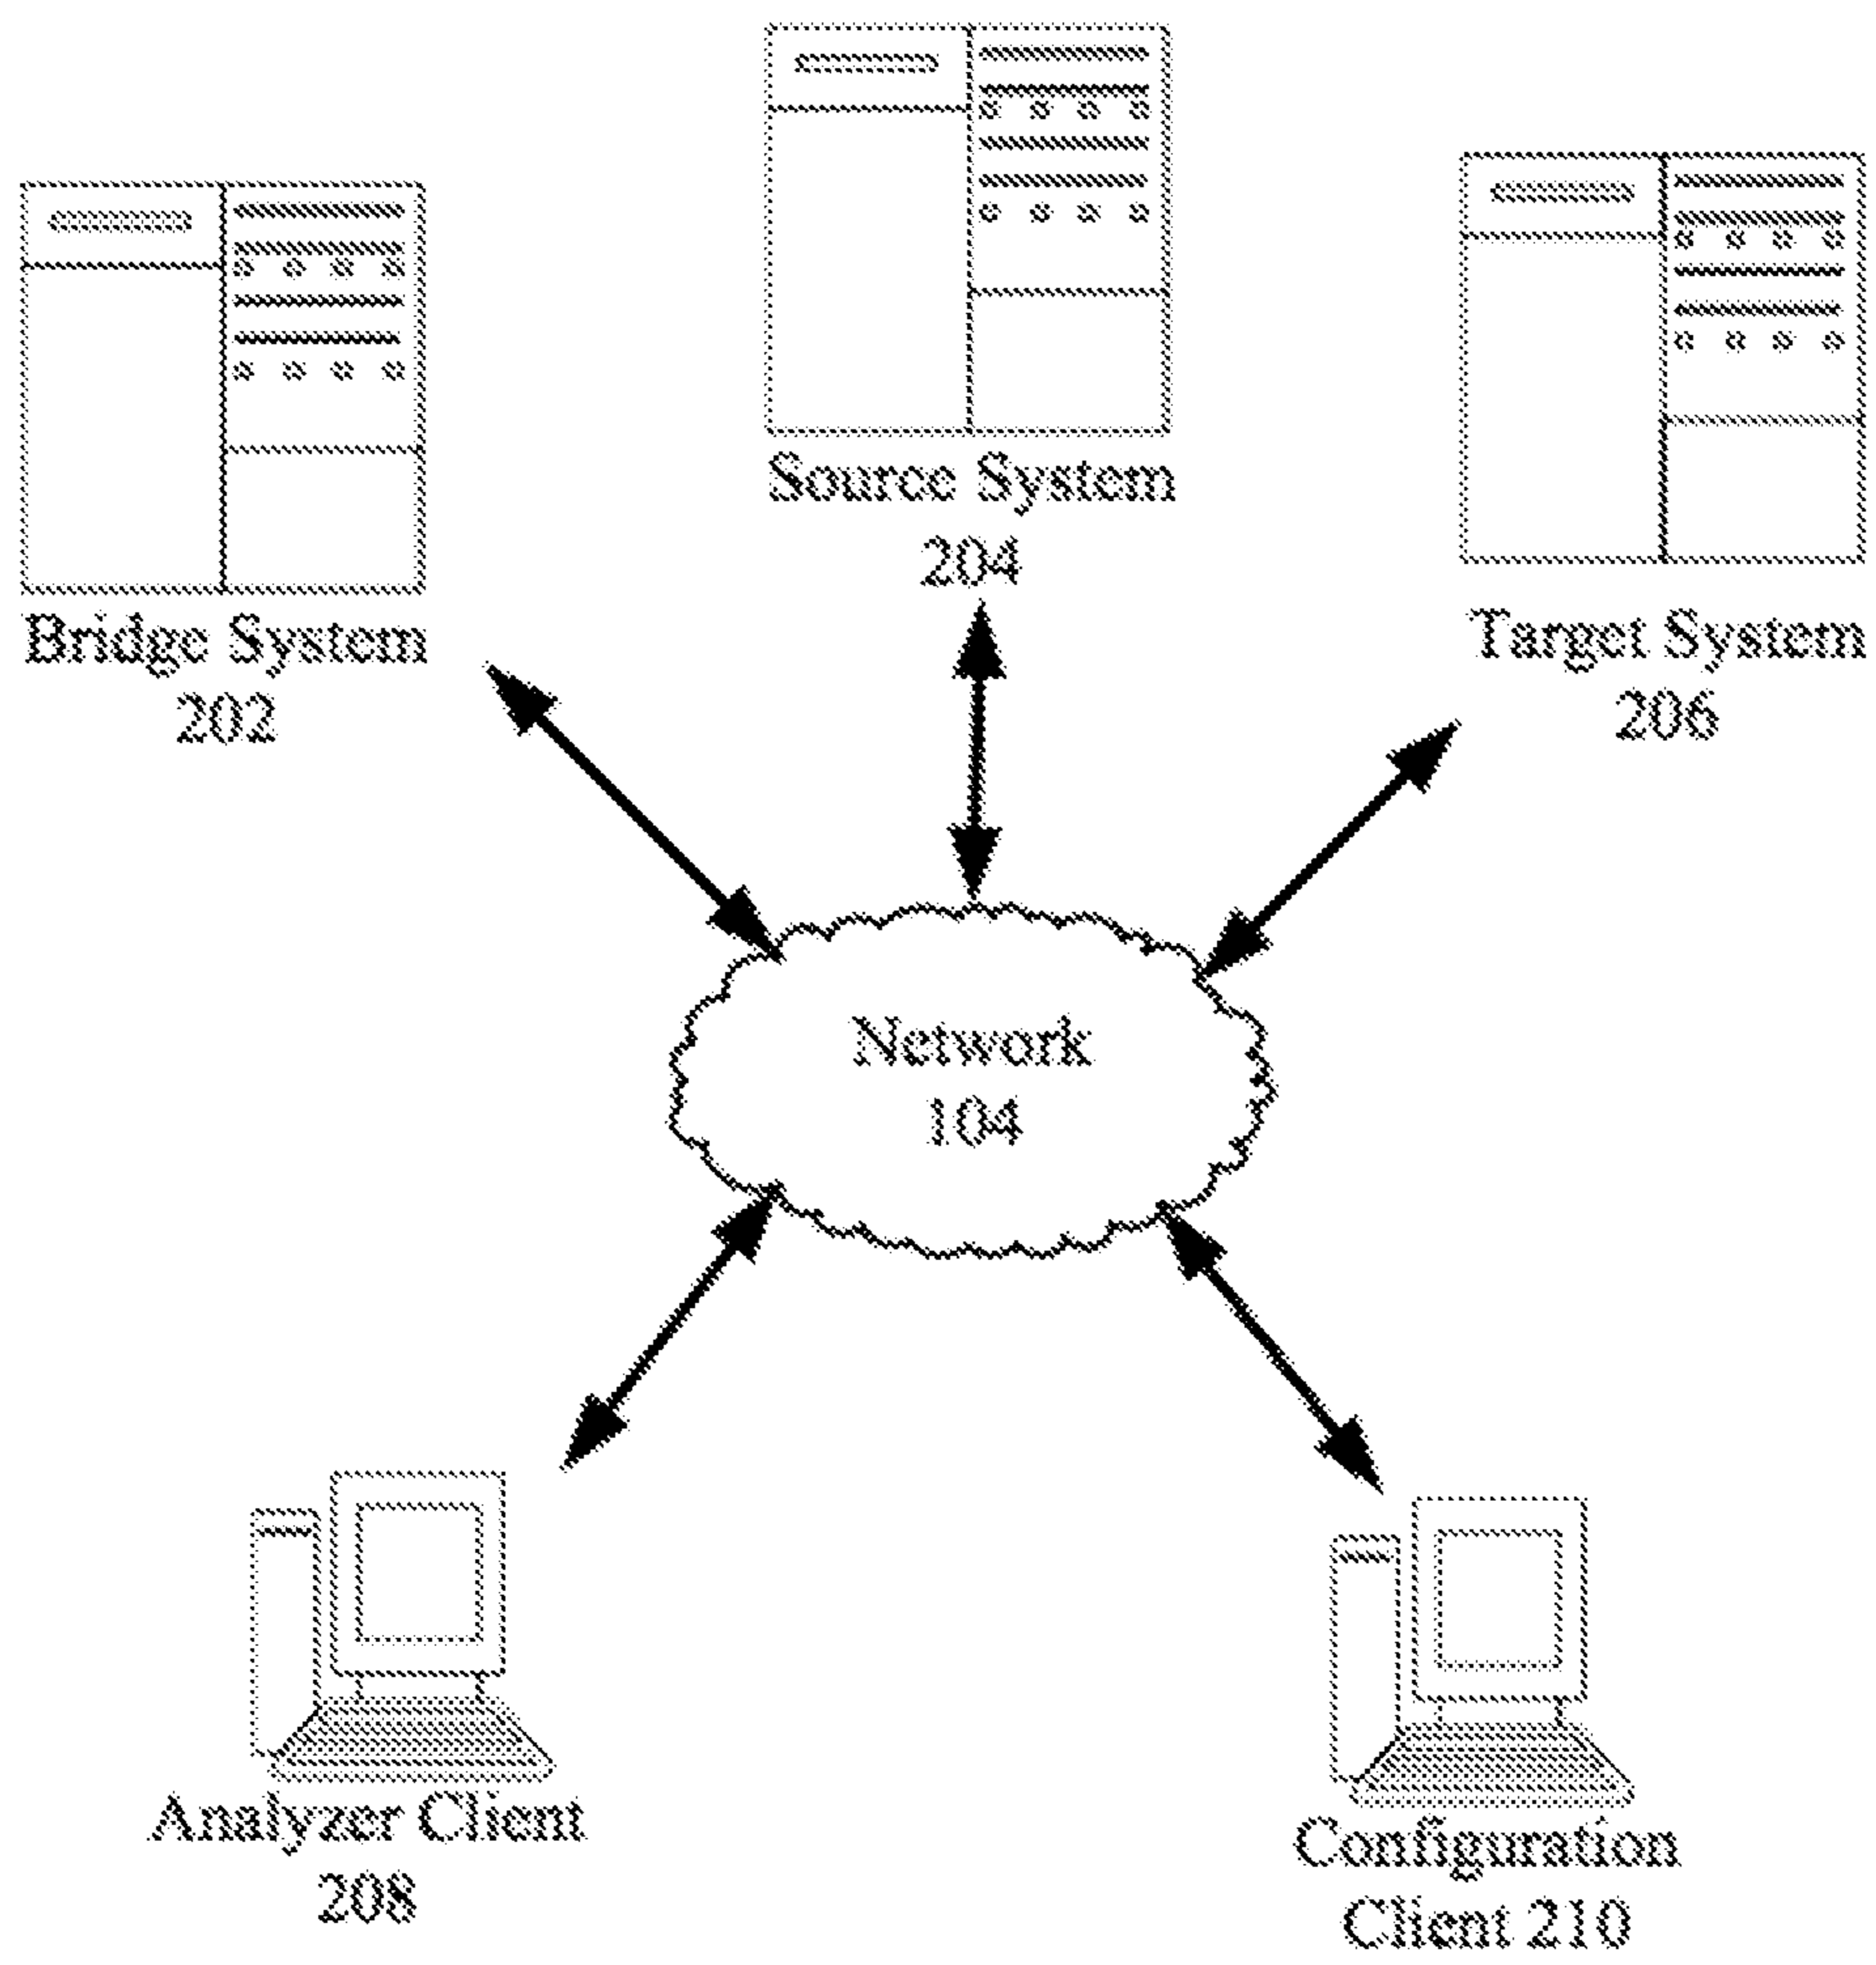 Source System
204
Bridge System
202
Target System
206
Network
104
Analyzer Client
208
Configuration
Client 210